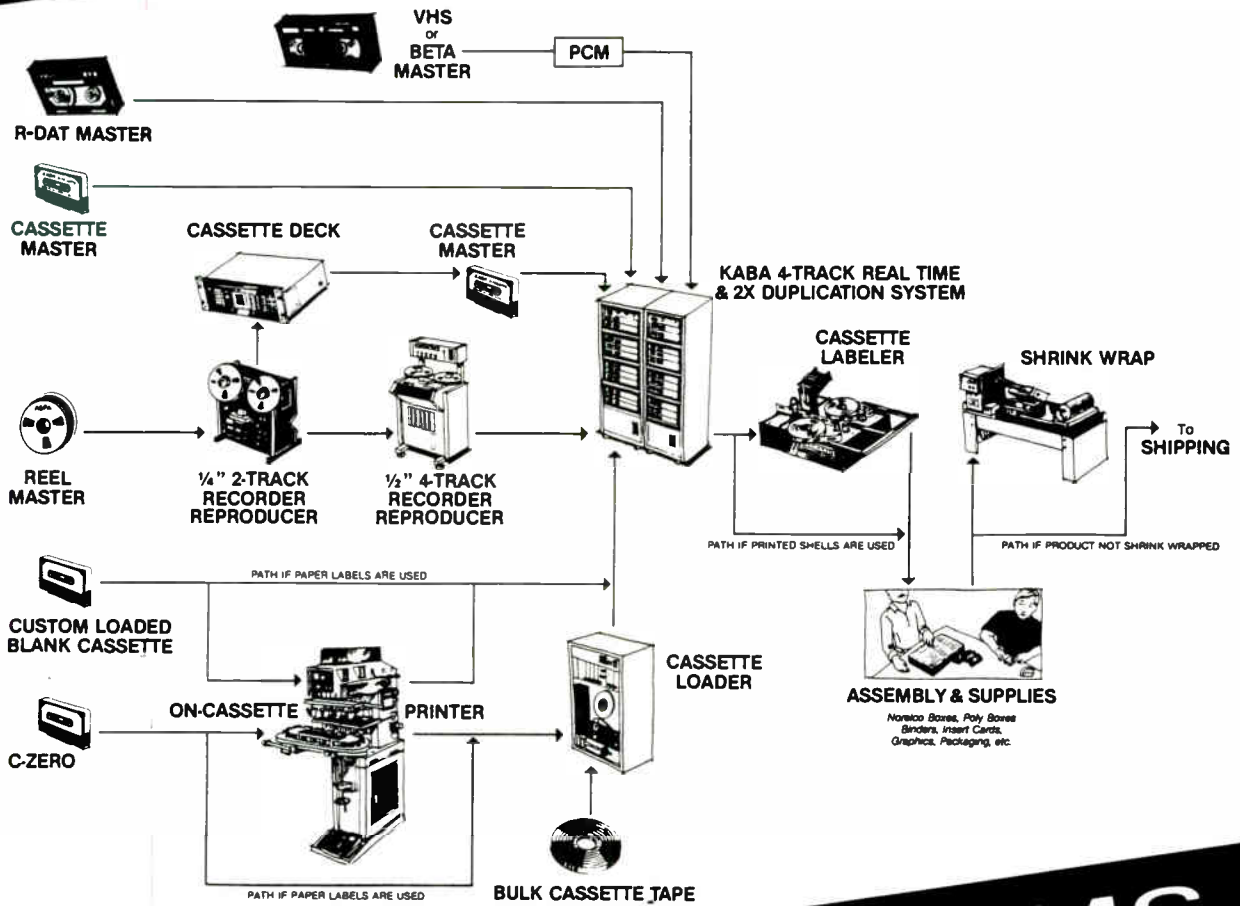 VHS
or
BETA
MASTER
PCM
R-DAT MASTER
CASSETTE
MASTER
CASSETTE DECK
CASSETTE
MASTER
KABA 4-TRACK REAL TIME
& 2X DUPLICATION SYSTEM
CASSETTE
LABELER
SHRINK WRAP
To
SHIPPING
REEL
MASTER
¼" 2-TRACK
RECORDER
REPRODUCER
½" 4-TRACK
RECORDER
REPRODUCER
PATH IF PRINTED SHELLS ARE USED
PATH IF PRODUCT NOT SHRINK WRAPPED
PATH IF PAPER LABELS ARE USED
CUSTOM LOADED
BLANK CASSETTE
CASSETTE
LOADER
ASSEMBLY & SUPPLIES
Norelco Boxes, Poly Boxes
Binders, Insert Cards,
Graphics, Packaging, etc.
ON-CASSETTE PRINTER
C-ZERO
PATH IF PAPER LABELS ARE USED
BULK CASSETTE TAPE